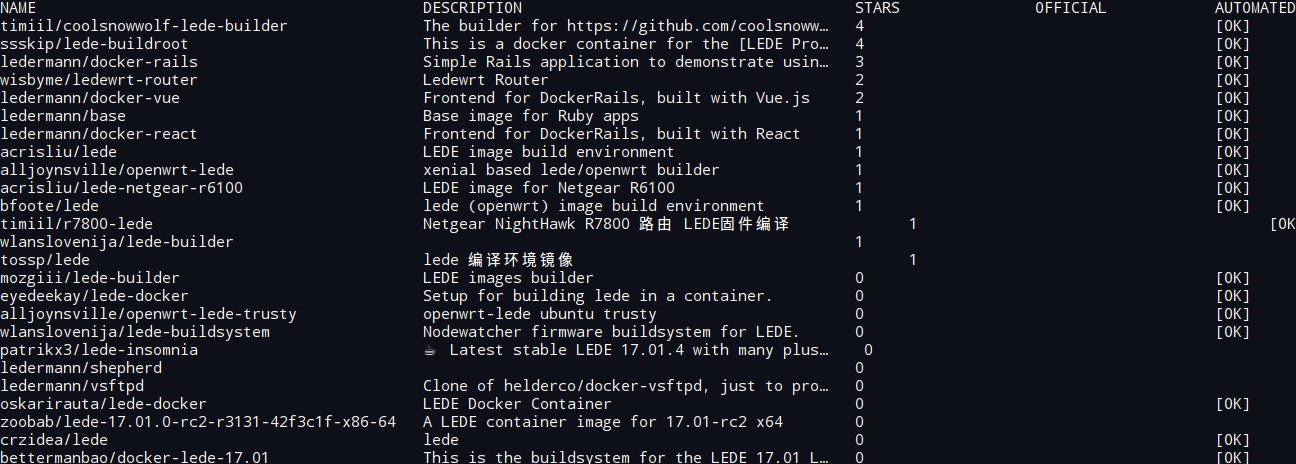 NAME DESCRIPTION STARS OFFICIAL AUTOMATED
timiil/coolsnowwolf-lede-builder The builder for https://github.com/coolsnoww… 4 [OK]
ssskip/lede-buildroot This is a docker container for the [LEDE Pro… 4 [OK]
ledermann/docker-rails Simple Rails application to demonstrate usin… 3 [OK]
wisbyme/ledewrt-router Ledewrt Router 2 [OK]
ledermann/docker-vue Frontend for DockerRails, built with Vue.js 2 [OK]
ledermann/base Base image for Ruby apps 1 [OK]
ledermann/docker-react Frontend for DockerRails, built with React 1 [OK]
acrisliu/lede LEDE image build environment 1 [OK]
alljoynsville/openwrt-lede xenial based lede/openwrt builder 1 [OK]
acrisliu/lede-netgear-r6100 LEDE image for Netgear R6100 1 [OK]
bfoote/lede lede (openwrt) image build environment 1 [OK]
timiil/r7800-lede Netgear NightHawk R7800 路由 LEDE固件编译 1 [OK
wlanslovenija/lede-builder 1
tossp/lede lede 编译环境镜像 1
mozgiii/lede-builder LEDE images builder 0 [OK]
eyedeekay/lede-docker Setup for building lede in a container. 0 [OK]
alljoynsville/openwrt-lede-trusty openwrt-lede ubuntu trusty 0 [OK]
wlanslovenija/lede-buildsystem Nodewatcher firmware buildsystem for LEDE. 0 [OK]
patrikx3/lede-insomnia ☕ Latest stable LEDE 17.01.4 with many plus… 0
ledermann/shepherd 0
ledermann/vsftpd Clone of helderco/docker-vsftpd, just to pro… 0
oskarirauta/lede-docker LEDE Docker Container 0 [OK]
zoobab/lede-17.01.0-rc2-r3131-42f3c1f-x86-64 A LEDE container image for 17.01-rc2 x64 0
crzidea/lede lede 0 [OK]
bettermanbao/docker-lede-17.01 This is the buildsystem for the LEDE 17.01 L… 0 [OK]